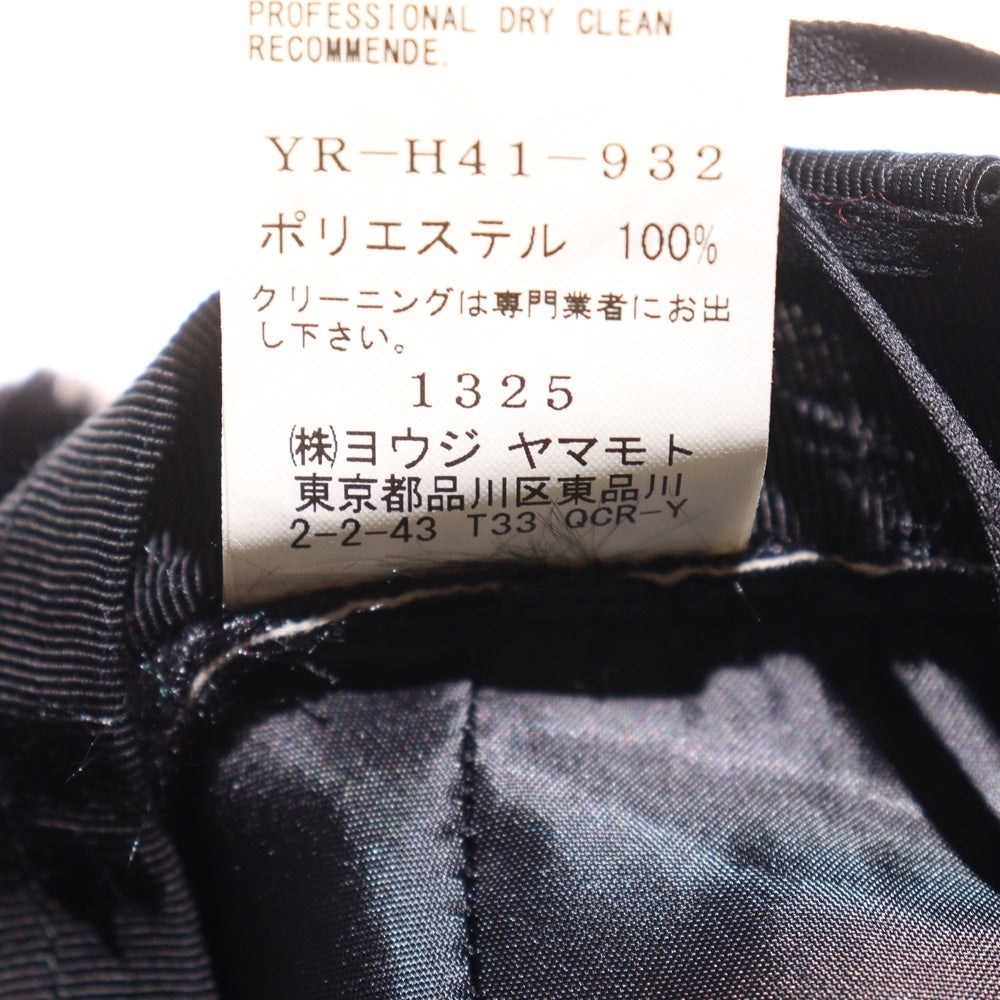 PROFESSIONAL DRY CLEAN
RECOMMENDE.
YR-H41-932
ポリエステル 100%
クリーニングは専門業者にお出
し下さい。
1325
㈱ヨウジ ヤマモト
東京都品川区東品川
2-2-43 T33 QCR-Y